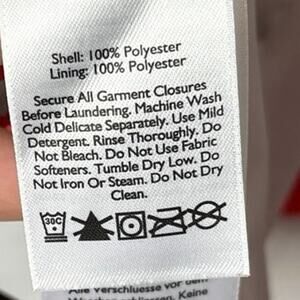 Shell: 100% Polyester
Lining: 100% Polyester
Secure All Garment Closures
Before Laundering. Machine Wash
Cold Delicate Separately. Use Mild
Detergent. Rinse Thoroughly. Do
Not Bleach. Do Not Use Fabric
Softeners. Tumble Dry Low. Do
Not Iron Or Steam. Do Not Dry
Clean.
30C
Alle Verschlüsse vor dem